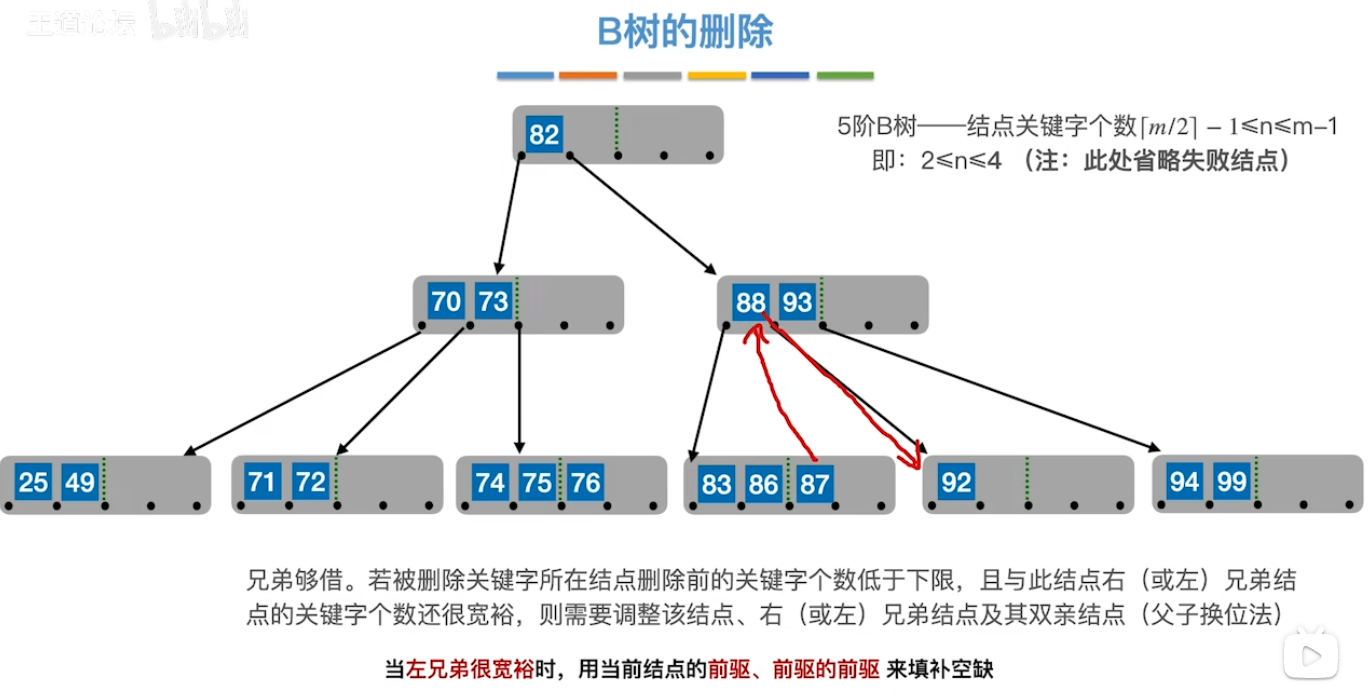 王道论坛 bilibili
B树的删除
5阶B树——结点关键字个数⌈m/2⌉ − 1≤n≤m−1
即：2≤n≤4 （注：此处省略失败结点）
82
70 73
88 93
25 49
71 72
74 75 76
83 86 87
92
94 99
兄弟够借。若被删除关键字所在结点删除前的关键字个数低于下限，且与此结点右（或左）兄弟结
点的关键字个数还很宽裕，则需要调整该结点、右（或左）兄弟结点及其双亲结点（父子换位法）
当左兄弟很宽裕时，用当前结点的前驱、前驱的前驱 来填补空缺